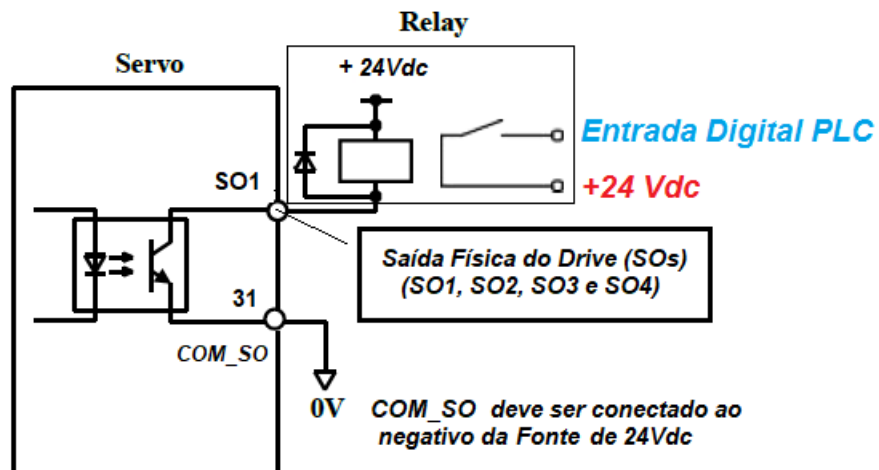 Relay
Servo
+ 24Vdc
Entrada Digital PLC
SO1
+24 Vdc
Saída Física do Drive (SOs)
(SO1, SO2, SO3 e SO4)
31
COM_SO
0V
COM_SO deve ser conectado ao
negativo da Fonte de 24Vdc